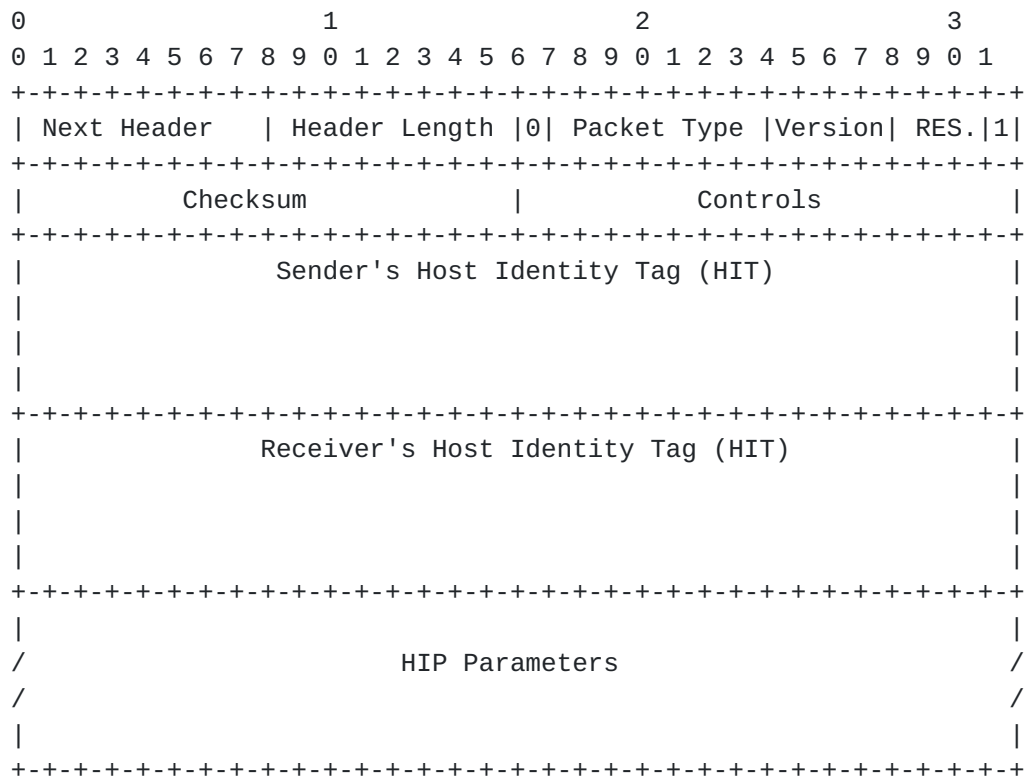 0                   1                   2                   3
0 1 2 3 4 5 6 7 8 9 0 1 2 3 4 5 6 7 8 9 0 1 2 3 4 5 6 7 8 9 0 1
+-+-+-+-+-+-+-+-+-+-+-+-+-+-+-+-+-+-+-+-+-+-+-+-+-+-+-+-+-+-+-+-+
| Next Header   | Header Length |0| Packet Type |Version| RES.|1|
+-+-+-+-+-+-+-+-+-+-+-+-+-+-+-+-+-+-+-+-+-+-+-+-+-+-+-+-+-+-+-+-+
|          Checksum             |           Controls            |
+-+-+-+-+-+-+-+-+-+-+-+-+-+-+-+-+-+-+-+-+-+-+-+-+-+-+-+-+-+-+-+-+
|                Sender's Host Identity Tag (HIT)               |
|                                                               |
|                                                               |
|                                                               |
+-+-+-+-+-+-+-+-+-+-+-+-+-+-+-+-+-+-+-+-+-+-+-+-+-+-+-+-+-+-+-+-+
|               Receiver's Host Identity Tag (HIT)              |
|                                                               |
|                                                               |
|                                                               |
+-+-+-+-+-+-+-+-+-+-+-+-+-+-+-+-+-+-+-+-+-+-+-+-+-+-+-+-+-+-+-+-+
|                                                               |
/                        HIP Parameters                         /
/                                                               /
|                                                               |
+-+-+-+-+-+-+-+-+-+-+-+-+-+-+-+-+-+-+-+-+-+-+-+-+-+-+-+-+-+-+-+-+